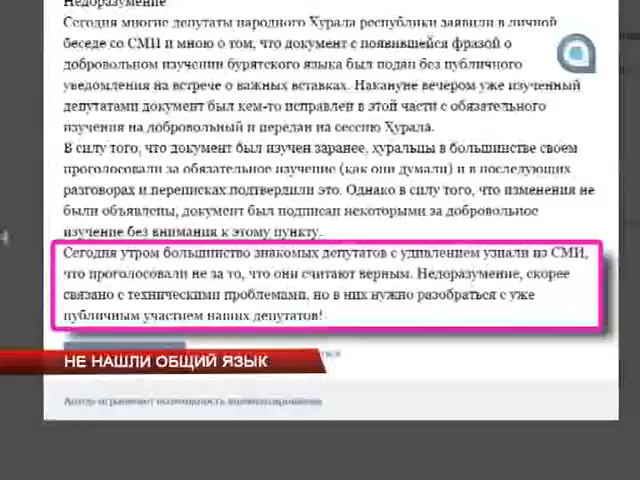 Недоразумение
Сегодня многие депутаты народного Хурала республики заявили в личной
беседе со СМИ и мною о том, что документ с появившейся фразой о
добровольном изучении бурятского языка был подан без публичного
уведомления на встрече о важных вставках. Накануне вечером уже изученный
депутатами документ был кем-то исправлен в этой части с обязательного
изучения на добровольный и передан на сессию Хурала.
В силу того, что документ был изучен заранее, хуральцы в большинстве своем
проголосовали за обязательное изучение (как они думали) и в последующих
разговорах и переписках подтвердили это. Однако в силу того, что изменения не
были объявлены, документ был подписан некоторыми за добровольное
изучение без внимания к этому пункту.
Сегодня утром большинство знакомых депутатов с удивлением узнали из СМИ,
что проголосовали не за то, что они считают верным. Недоразумение, скорее
связано с техническими проблемами, но в них нужно разобраться с уже
публичным участием наших депутатов!
НЕ НАШЛИ ОБЩИЙ ЯЗЫК
Автор ограничил возможность комментирования